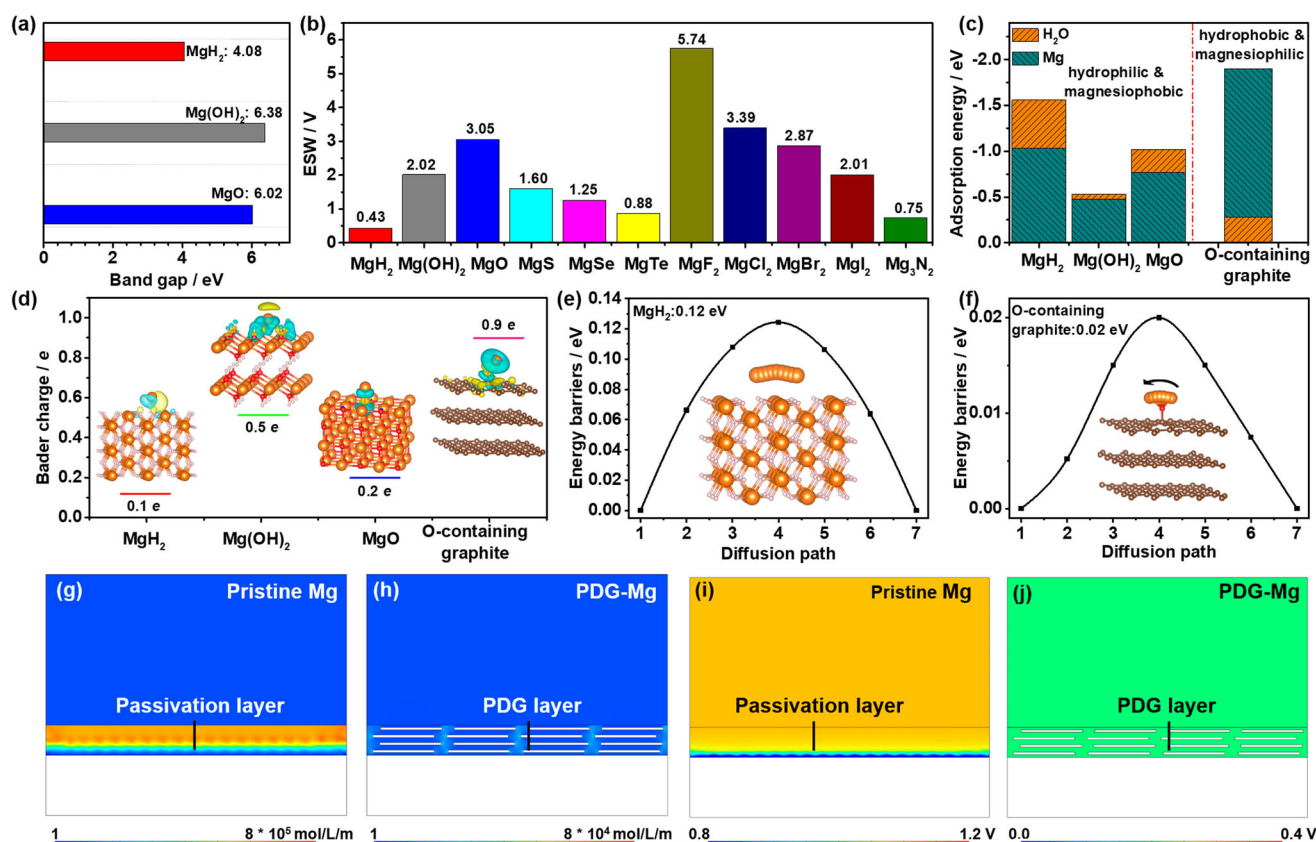 (a)
MgH2: 4.08
Mg(OH)2: 6.38
MgO: 6.02
0 2 4 6
Band gap / eV
(b)
ESW / V
6
5
4
3
2
1
0
0.43
2.02
3.05
1.60
1.25
0.88
5.74
3.39
2.87
2.01
0.75
MgH2 Mg(OH)2 MgO MgS MgSe MgTe MgF2 MgCl2 MgBr2 MgI2 Mg3N2
(c)
Adsorption energy / eV
-2.0
-1.5
-1.0
-0.5
-0.0
H2O
Mg
hydrophilic &
magnesiophobic
hydrophobic &
magnesiophilic
MgH2 Mg(OH)2 MgO O-containing
graphite
(d)
Bader charge / e
1.0
0.8
0.6
0.4
0.2
0.0
0.1 e
0.5 e
0.2 e
0.9 e
MgH2 Mg(OH)2 MgO O-containing
graphite
(e)
MgH2:0.12 eV
Energy barriers / eV
0.14
0.12
0.10
0.08
0.06
0.04
0.02
0.00
1 2 3 4 5 6 7
Diffusion path
(f)
O-containing
graphite:0.02 eV
Energy barriers / eV
0.02
0.01
0.00
1 2 3 4 5 6 7
Diffusion path
(g) Pristine Mg
Passivation layer
1 8 * 10^5 mol/L/m
(h) PDG-Mg
PDG layer
1 8 * 10^4 mol/L/m
(i) Pristine Mg
Passivation layer
0.8 1.2 V
(j) PDG-Mg
PDG layer
0.0 0.4 V